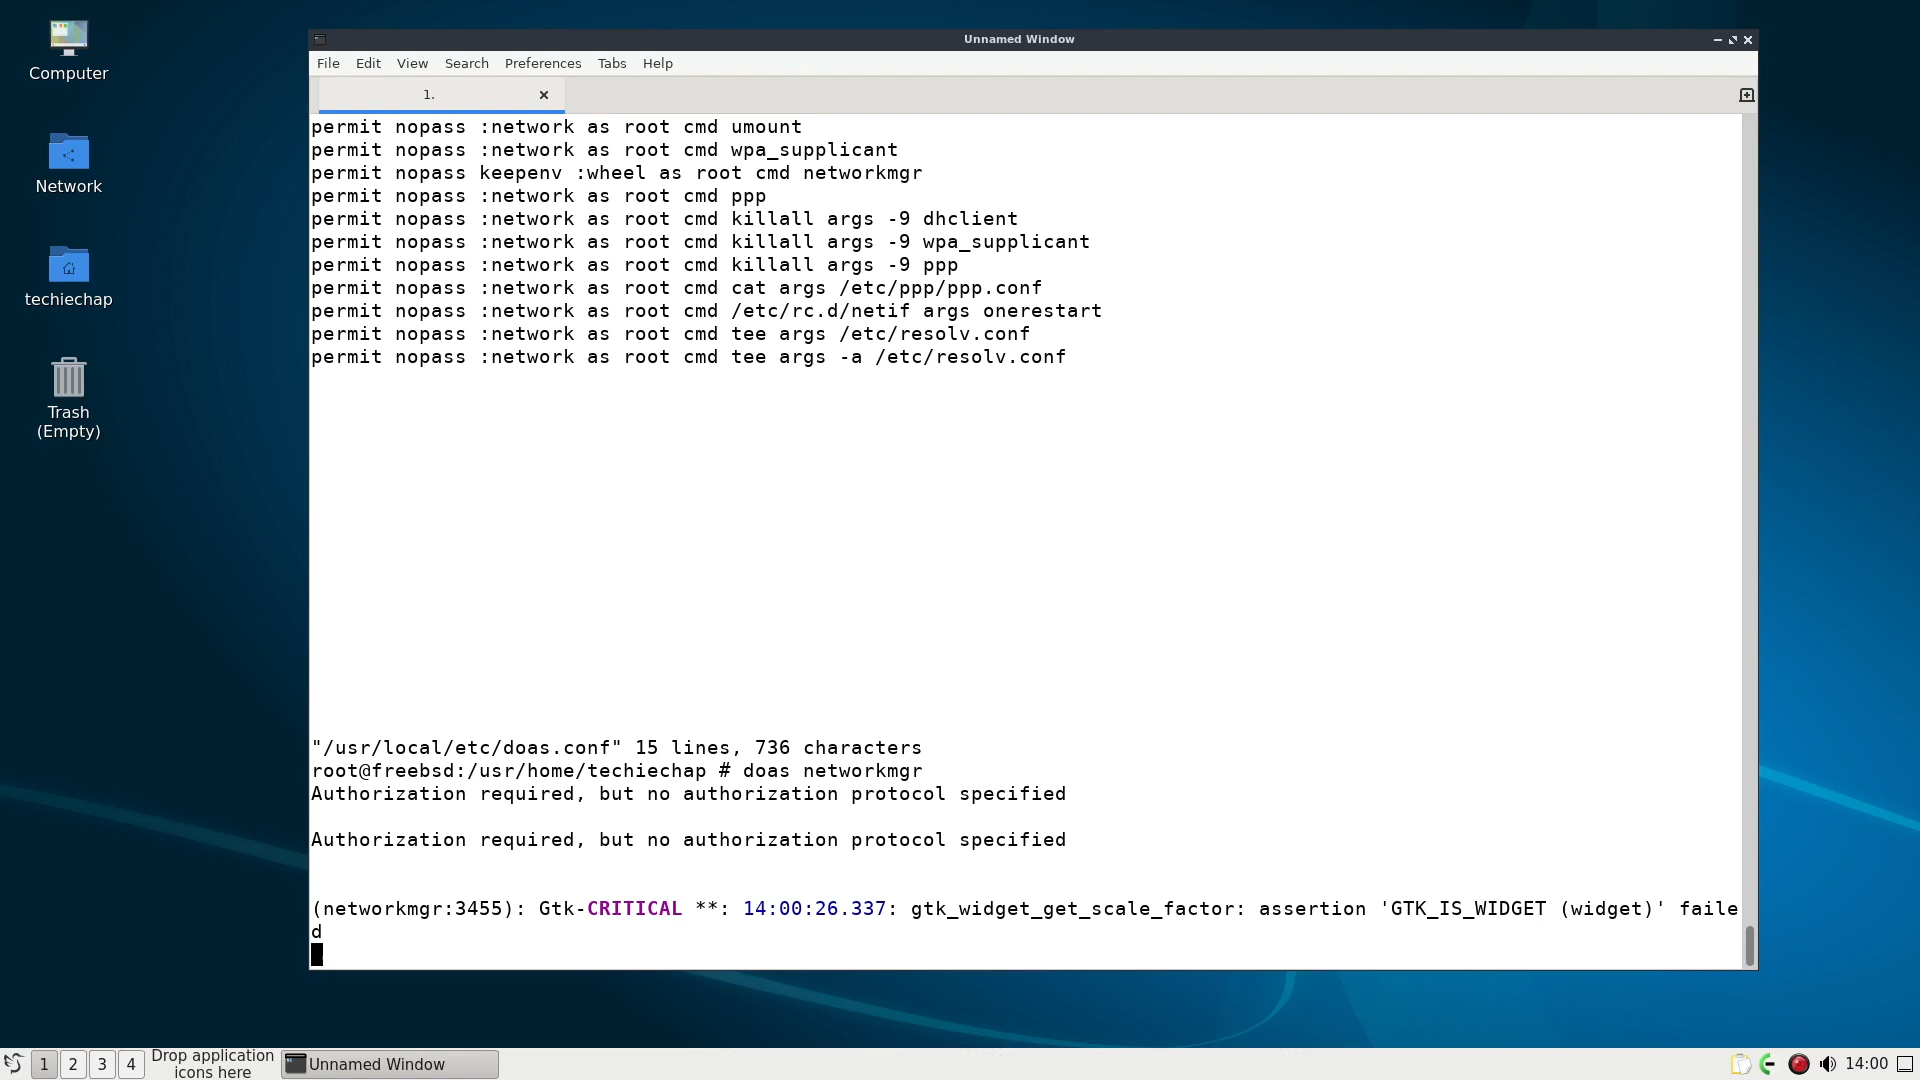 Computer
Network
techiechap
Trash
(Empty)
Unnamed Window
File Edit View Search Preferences Tabs Help
1.
permit nopass :network as root cmd umount
permit nopass :network as root cmd wpa_supplicant
permit nopass keepenv :wheel as root cmd networkmgr
permit nopass :network as root cmd ppp
permit nopass :network as root cmd killall args -9 dhclient
permit nopass :network as root cmd killall args -9 wpa_supplicant
permit nopass :network as root cmd killall args -9 ppp
permit nopass :network as root cmd cat args /etc/ppp/ppp.conf
permit nopass :network as root cmd /etc/rc.d/netif args onerestart
permit nopass :network as root cmd tee args /etc/resolv.conf
permit nopass :network as root cmd tee args -a /etc/resolv.conf
"/usr/local/etc/doas.conf" 15 lines, 736 characters
root@freebsd:/usr/home/techiechap # doas networkmgr
Authorization required, but no authorization protocol specified
Authorization required, but no authorization protocol specified
(networkmgr:3455): Gtk-CRITICAL **: 14:00:26.337: gtk_widget_get_scale_factor: assertion 'GTK_IS_WIDGET (widget)' faile
d
1 2 3 4
Drop application
icons here
Unnamed Window
14:00